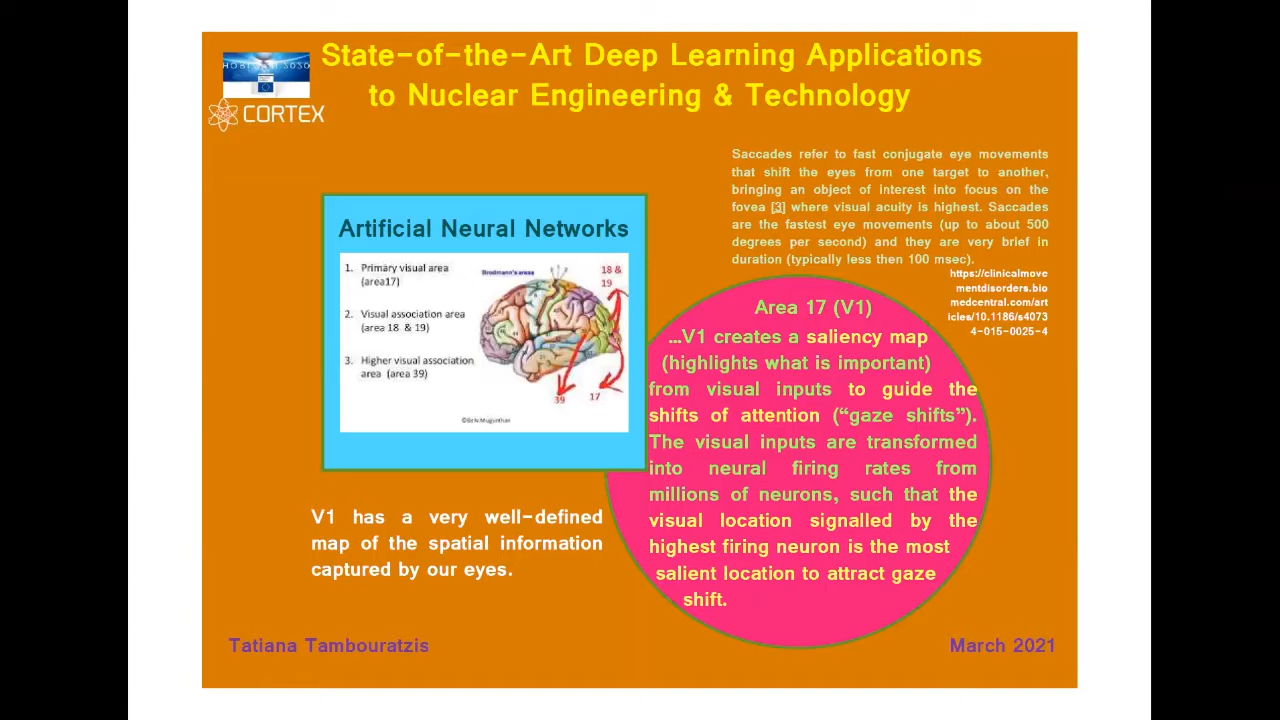 State-of-the-Art Deep Learning Applications
to Nuclear Engineering & Technology
HORIZON 2020
CORTEX
Saccades refer to fast conjugate eye movements
that shift the eyes from one target to another,
bringing an object of interest into focus on the
fovea [3] where visual acuity is highest. Saccades
are the fastest eye movements (up to about 500
degrees per second) and they are very brief in
duration (typically less then 100 msec).
https://clinicalmove
mentdisorders.bio
medcentral.com/art
icles/10.1186/s4073
4-015-0025-4
Artificial Neural Networks
1. Primary visual area
(area17)
2. Visual association area
(area 18 & 19)
3. Higher visual association
area (area 39)
Brodmann's areas
18 &
19
39
17
Area 17 (V1)
...V1 creates a saliency map
(highlights what is important)
from visual inputs to guide the
shifts of attention (“gaze shifts”).
The visual inputs are transformed
into neural firing rates from
millions of neurons, such that the
visual location signalled by the
highest firing neuron is the most
salient location to attract gaze
shift.
V1 has a very well-defined
map of the spatial information
captured by our eyes.
Tatiana Tambouratzis
March 2021